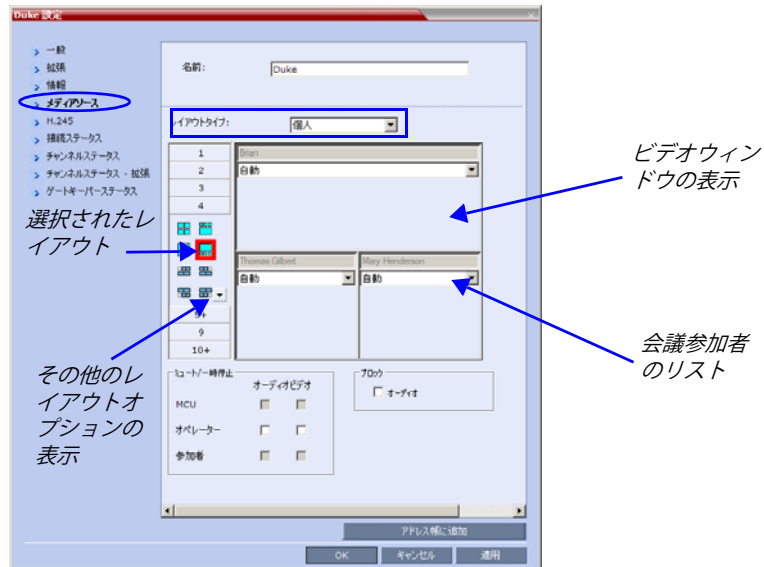 Duke 設定
一般
拡張
情報
メディアソース
H.245
接続ステータス
チャンネルステータス
チャンネルステータス - 拡張
ゲートキーパーステータス
名前:
Duke
レイアウトタイプ:
個人
1
2
3
4
9
10+
Brian
自動
Thomas Gilbert
自動
Mary Henderson
自動
ミュート/一時停止
オーディオ ビデオ
MCU
オペレーター
参加者
ブロック
オーディオ
アドレス帳に追加
OK
キャンセル
適用
選択されたレ
イアウト
その他のレ
イアウトオ
プションの
表示
ビデオウィン
ドウの表示
会議参加者
のリスト